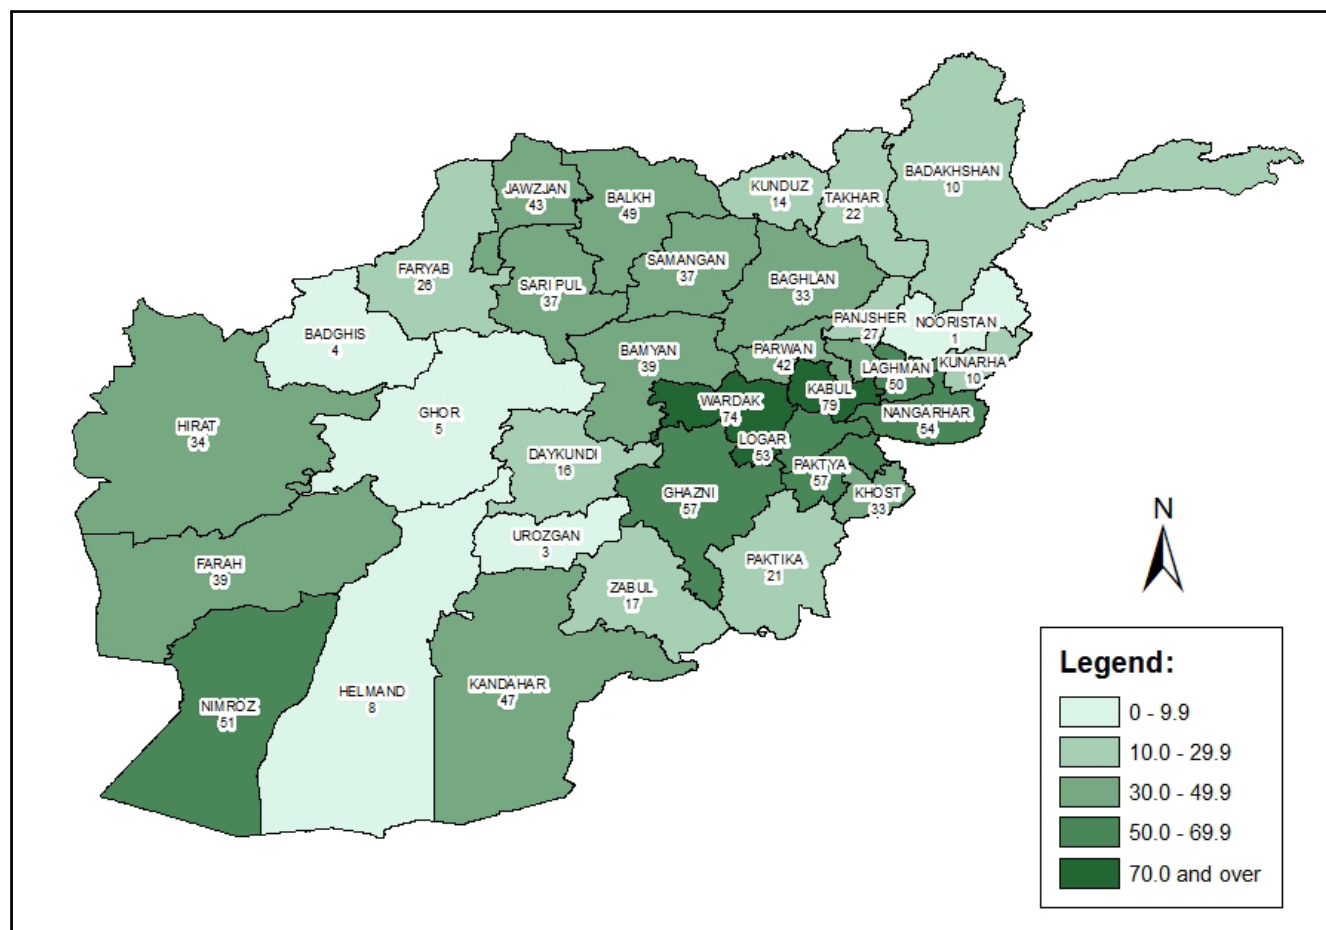 JAWZJAN
43
BALKH
49
KUNDUZ
14
TAKHAR
22
BADAKHSHAN
10
FARYAB
26
SARI PUL
37
SAMANGAN
37
BAGHLAN
33
BADGHIS
4
PANJSHER
27
NOORISTAN
1
BAMYAN
39
PARWAN
42
LAGHMAN
50
KUNARHA
10
KABUL
79
WARDAK
74
NANGARHAR
54
HIRAT
34
GHOR
5
LOGAR
53
DAYKUNDI
16
PAKTYA
57
GHAZNI
57
KHOST
33
UROZGAN
3
PAKTIKA
21
FARAH
39
ZABUL
17
NIMROZ
51
HELMAND
8
KANDAHAR
47
N
Legend:
0 - 9.9
10.0 - 29.9
30.0 - 49.9
50.0 - 69.9
70.0 and over